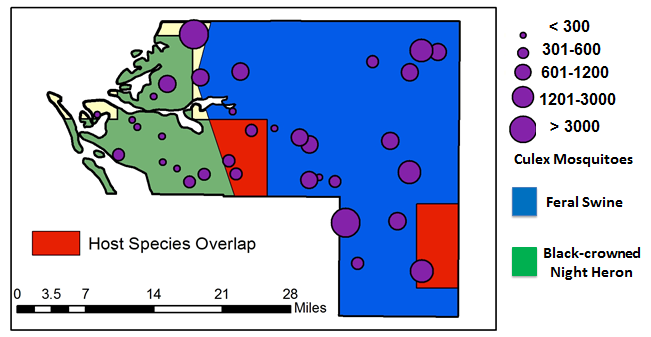 < 300
301-600
601-1200
1201-3000
> 3000
Culex Mosquitoes
Feral Swine
Black-crowned
Night Heron
Host Species Overlap
0 3.5 7 14 21 28
Miles